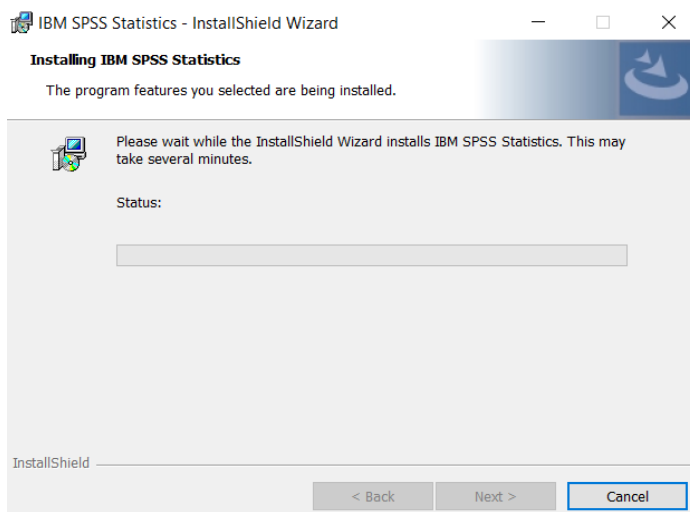 IBM SPSS Statistics - InstallShield Wizard
Installing IBM SPSS Statistics
The program features you selected are being installed.
Please wait while the InstallShield Wizard installs IBM SPSS Statistics. This may
take several minutes.
Status:
InstallShield
< Back Next > Cancel